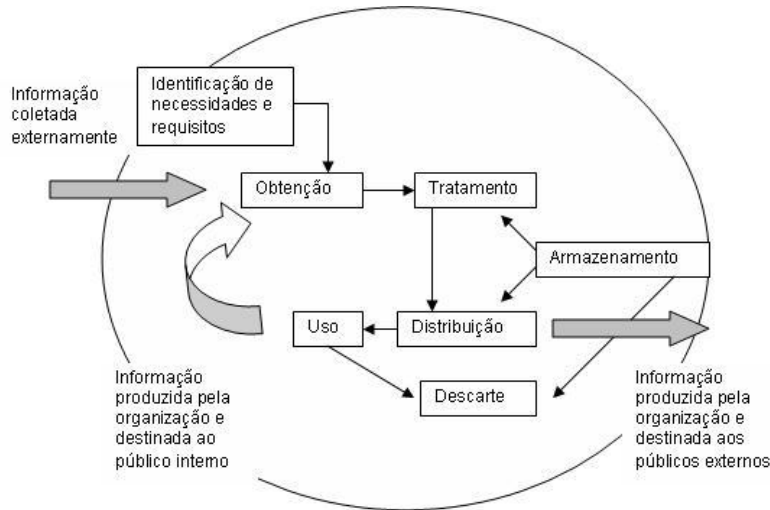 Identificação de
necessidades e
requisitos
Informação
coletada
externamente
Obtenção
Tratamento
Armazenamento
Uso
Distribuição
Descarte
Informação
produzida pela
organização e
destinada ao
público interno
Informação
produzida pela
organização e
destinada aos
públicos externos